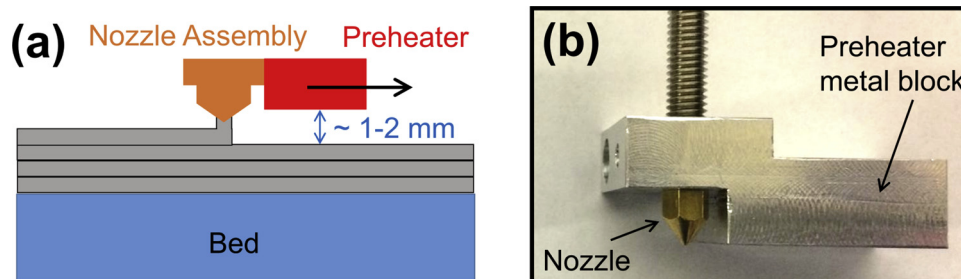 (a)
Nozzle Assembly
Preheater
~ 1-2 mm
Bed
(b)
Preheater
metal block
Nozzle